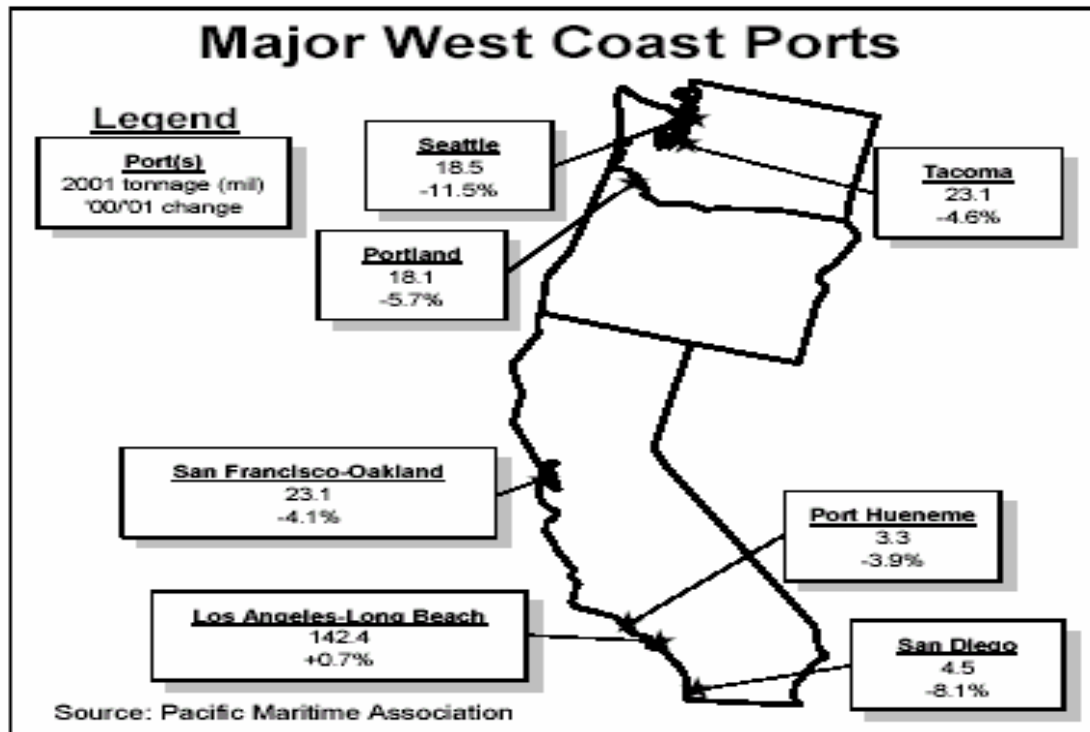 Major West Coast Ports
Legend
Port(s)
2001 tonnage (mil)
'00/'01 change
Seattle
18.5
-11.5%
Tacoma
23.1
-4.6%
Portland
18.1
-5.7%
San Francisco-Oakland
23.1
-4.1%
Port Hueneme
3.3
-3.9%
Los Angeles-Long Beach
142.4
+0.7%
San Diego
4.5
-8.1%
Source: Pacific Maritime Association